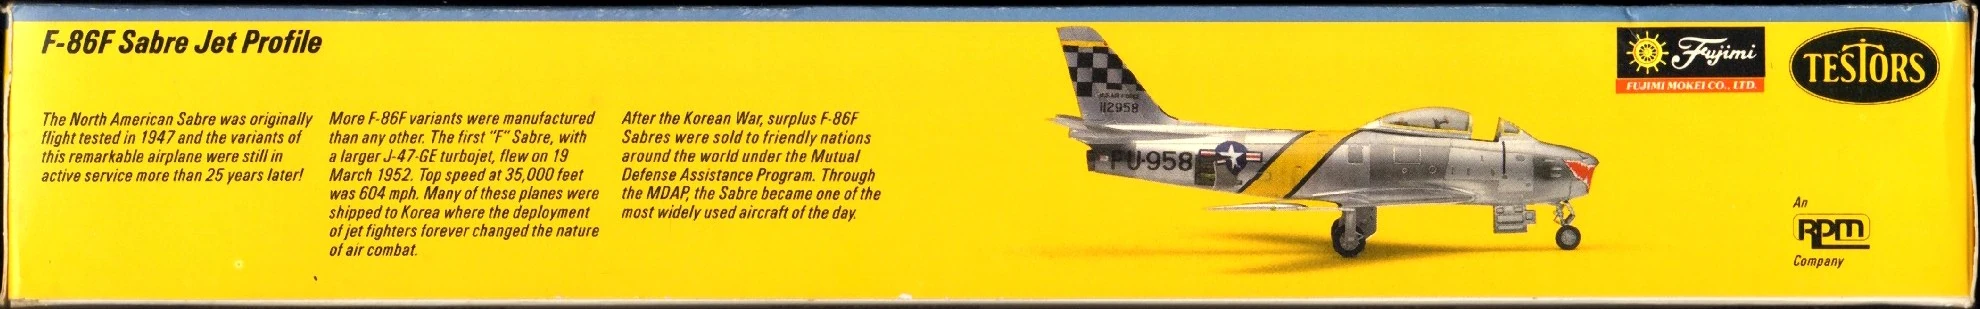 F-86F Sabre Jet Profile
The North American Sabre was originally
flight tested in 1947 and the variants of
this remarkable airplane were still in
active service more than 25 years later!
More F-86F variants were manufactured
than any other. The first "F" Sabre, with
a larger J-47-GE turbojet, flew on 19
March 1952. Top speed at 35,000 feet
was 604 mph. Many of these planes were
shipped to Korea where the deployment
of jet fighters forever changed the nature
of air combat.
After the Korean War, surplus F-86F
Sabres were sold to friendly nations
around the world under the Mutual
Defense Assistance Program. Through
the MDAP, the Sabre became one of the
most widely used aircraft of the day.
U.S. AIR FORCE
112958
FU-958
Fujimi
FUJIMI MOKEI CO., LTD.
TESTORS
An
RPM
Company